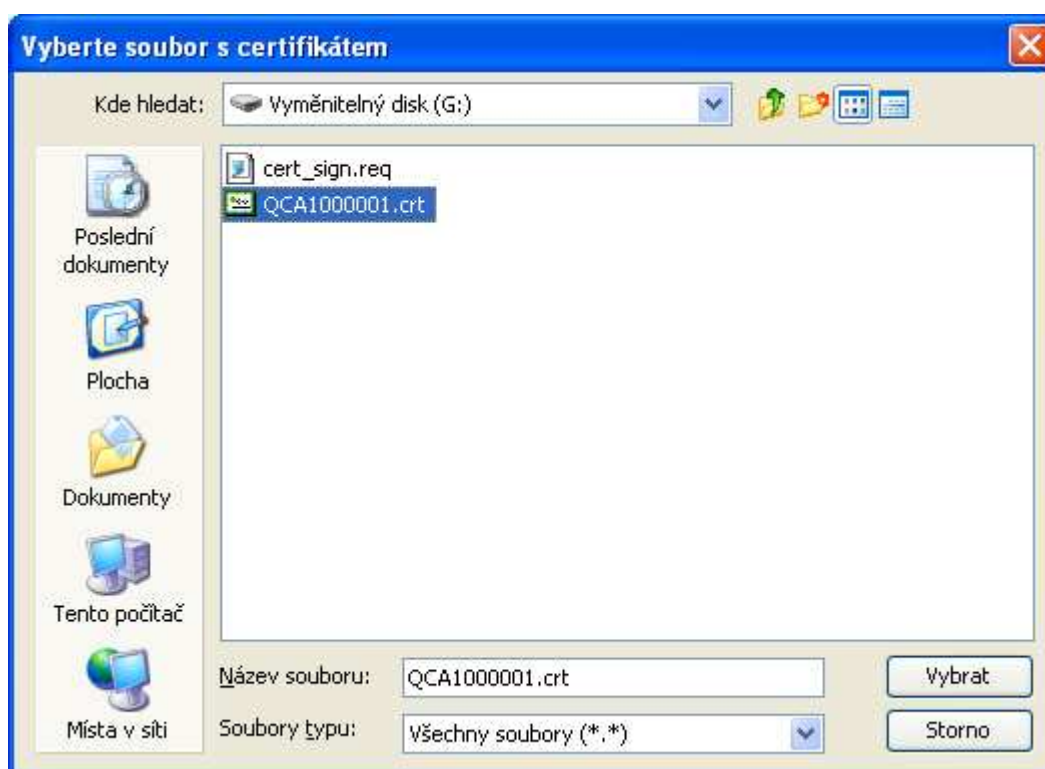 Vyberte soubor s certifikátem
Kde hledat:
Vyměnitelný disk (G:)
cert_sign.req
QCA1000001.crt
Poslední
dokumenty
Plocha
Dokumenty
Tento počítač
Místa v síti
Název souboru:
QCA1000001.crt
Vybrat
Soubory typu:
Všechny soubory (*.*)
Storno